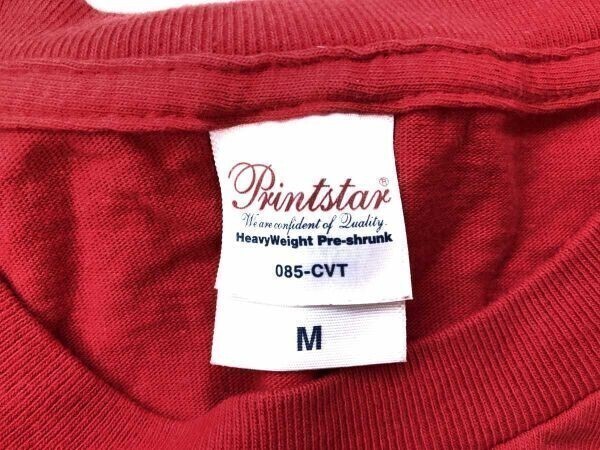 Printstar®
We are confident of Quality.
HeavyWeight Pre-shrunk
085-CVT
M